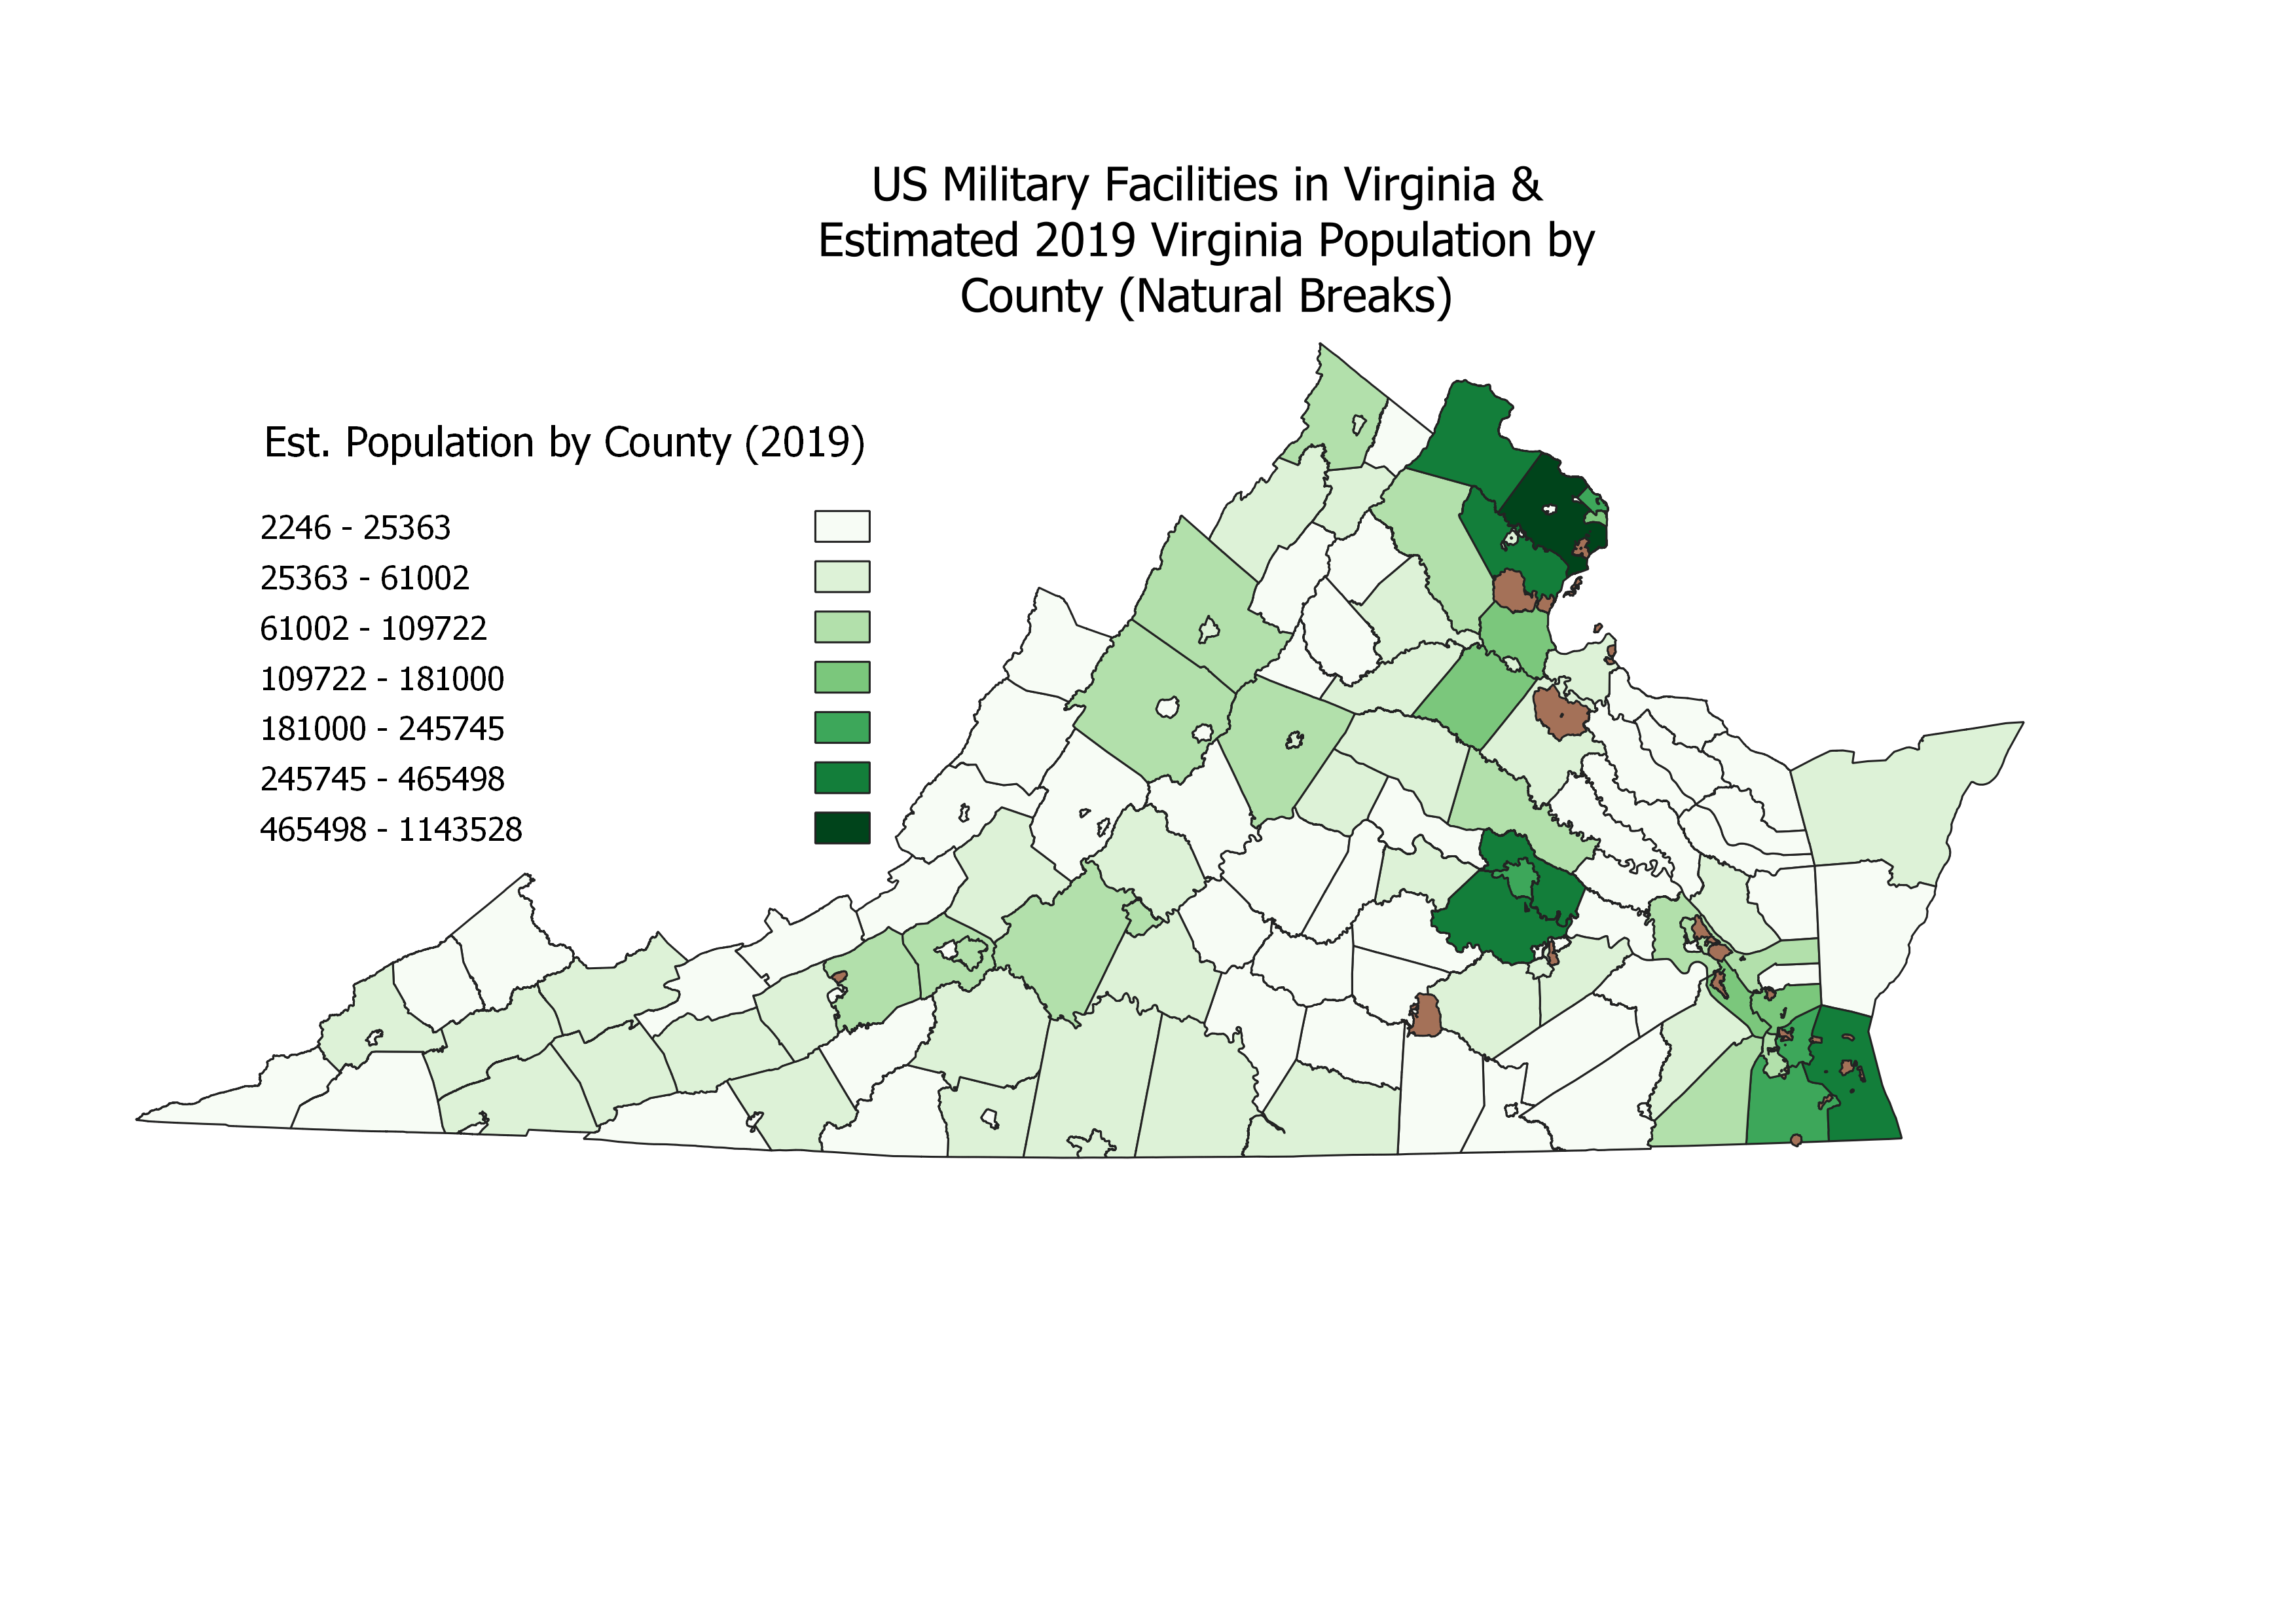 US Military Facilities in Virginia &
Estimated 2019 Virginia Population by
County (Natural Breaks)
Est. Population by County (2019)
2246 - 25363
25363 - 61002
61002 - 109722
109722 - 181000
181000 - 245745
245745 - 465498
465498 - 1143528